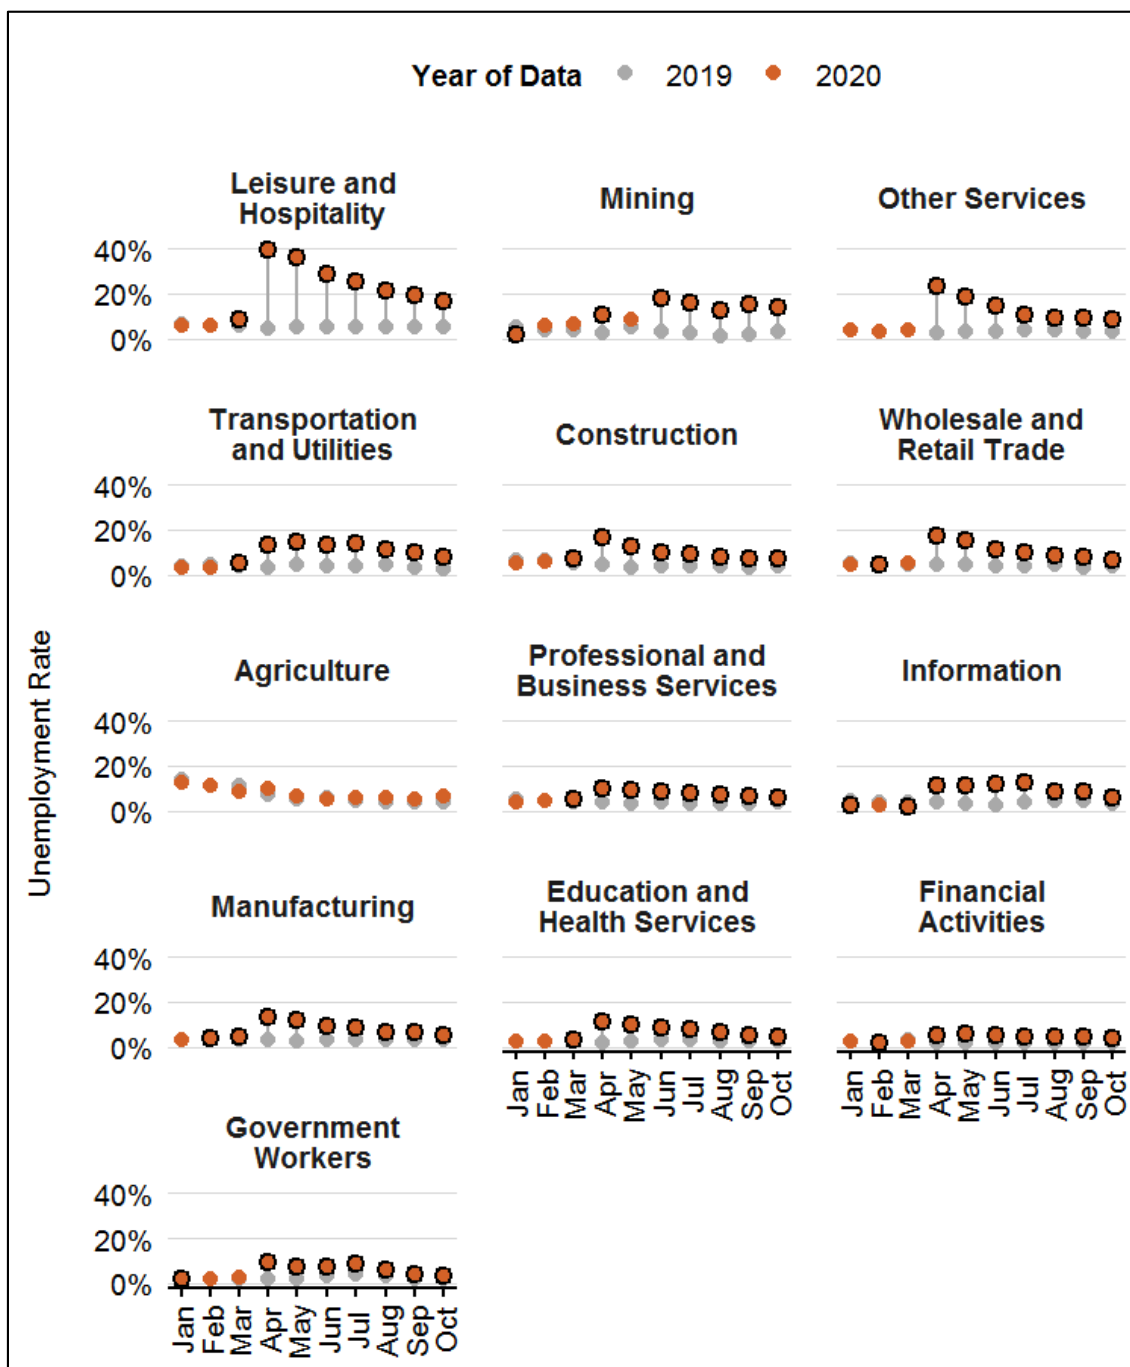 Year of Data 2019 2020
Leisure and
Hospitality
Mining
Other Services
40%
20%
0%
Transportation
and Utilities
Construction
Wholesale and
Retail Trade
40%
20%
0%
Unemployment Rate
Agriculture
Professional and
Business Services
Information
40%
20%
0%
Manufacturing
Education and
Health Services
Financial
Activities
40%
20%
0%
Jan Feb Mar Apr May Jun Jul Aug Sep Oct
Jan Feb Mar Apr May Jun Jul Aug Sep Oct
Government
Workers
40%
20%
0%
Jan Feb Mar Apr May Jun Jul Aug Sep Oct